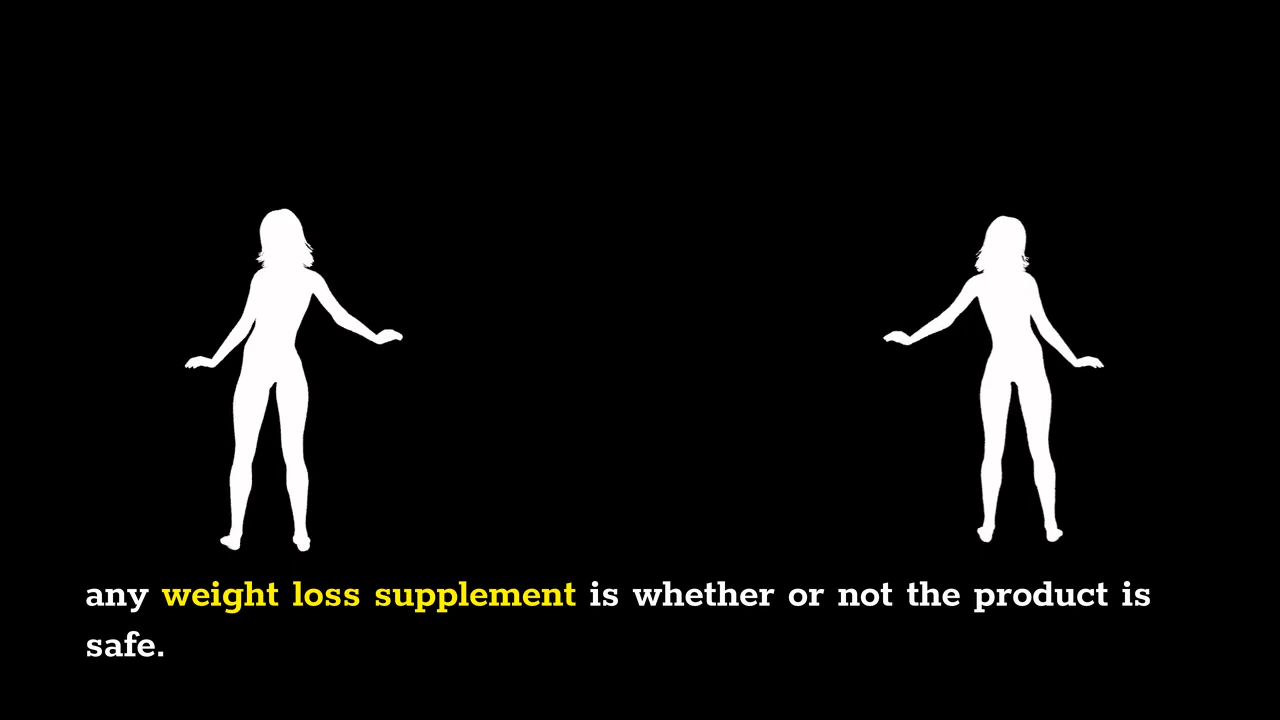 any weight loss supplement is whether or not the product is
safe.